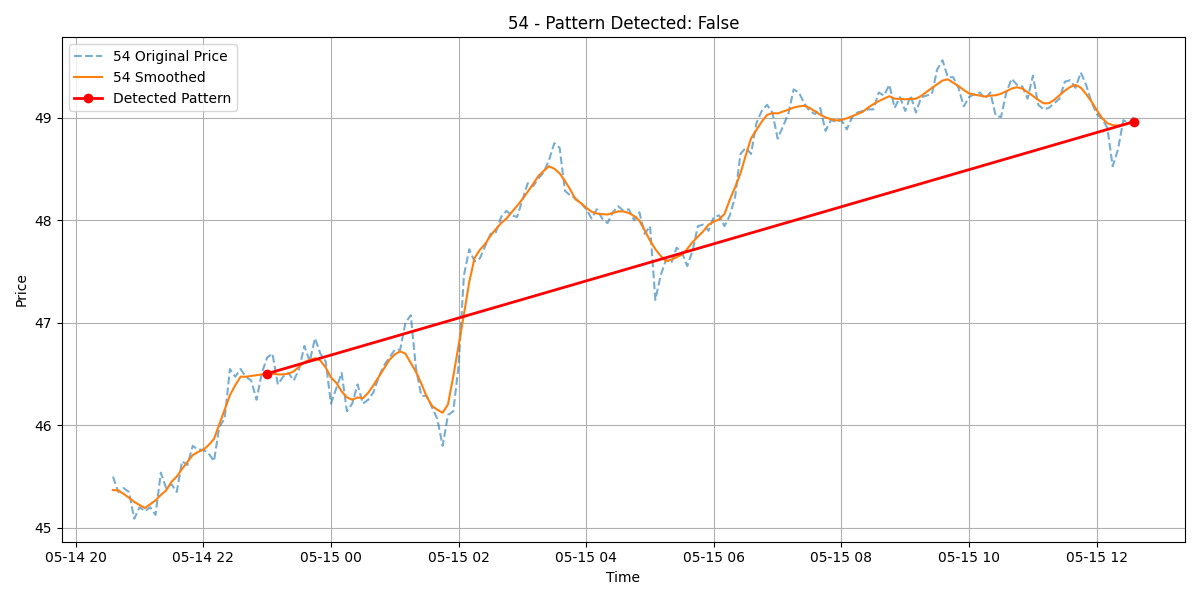 54 - Pattern Detected: False
54 Original Price
54 Smoothed
Detected Pattern
Price
49
48
47
46
45
05-14 20 05-14 22 05-15 00 05-15 02 05-15 04 05-15 06 05-15 08 05-15 10 05-15 12
Time